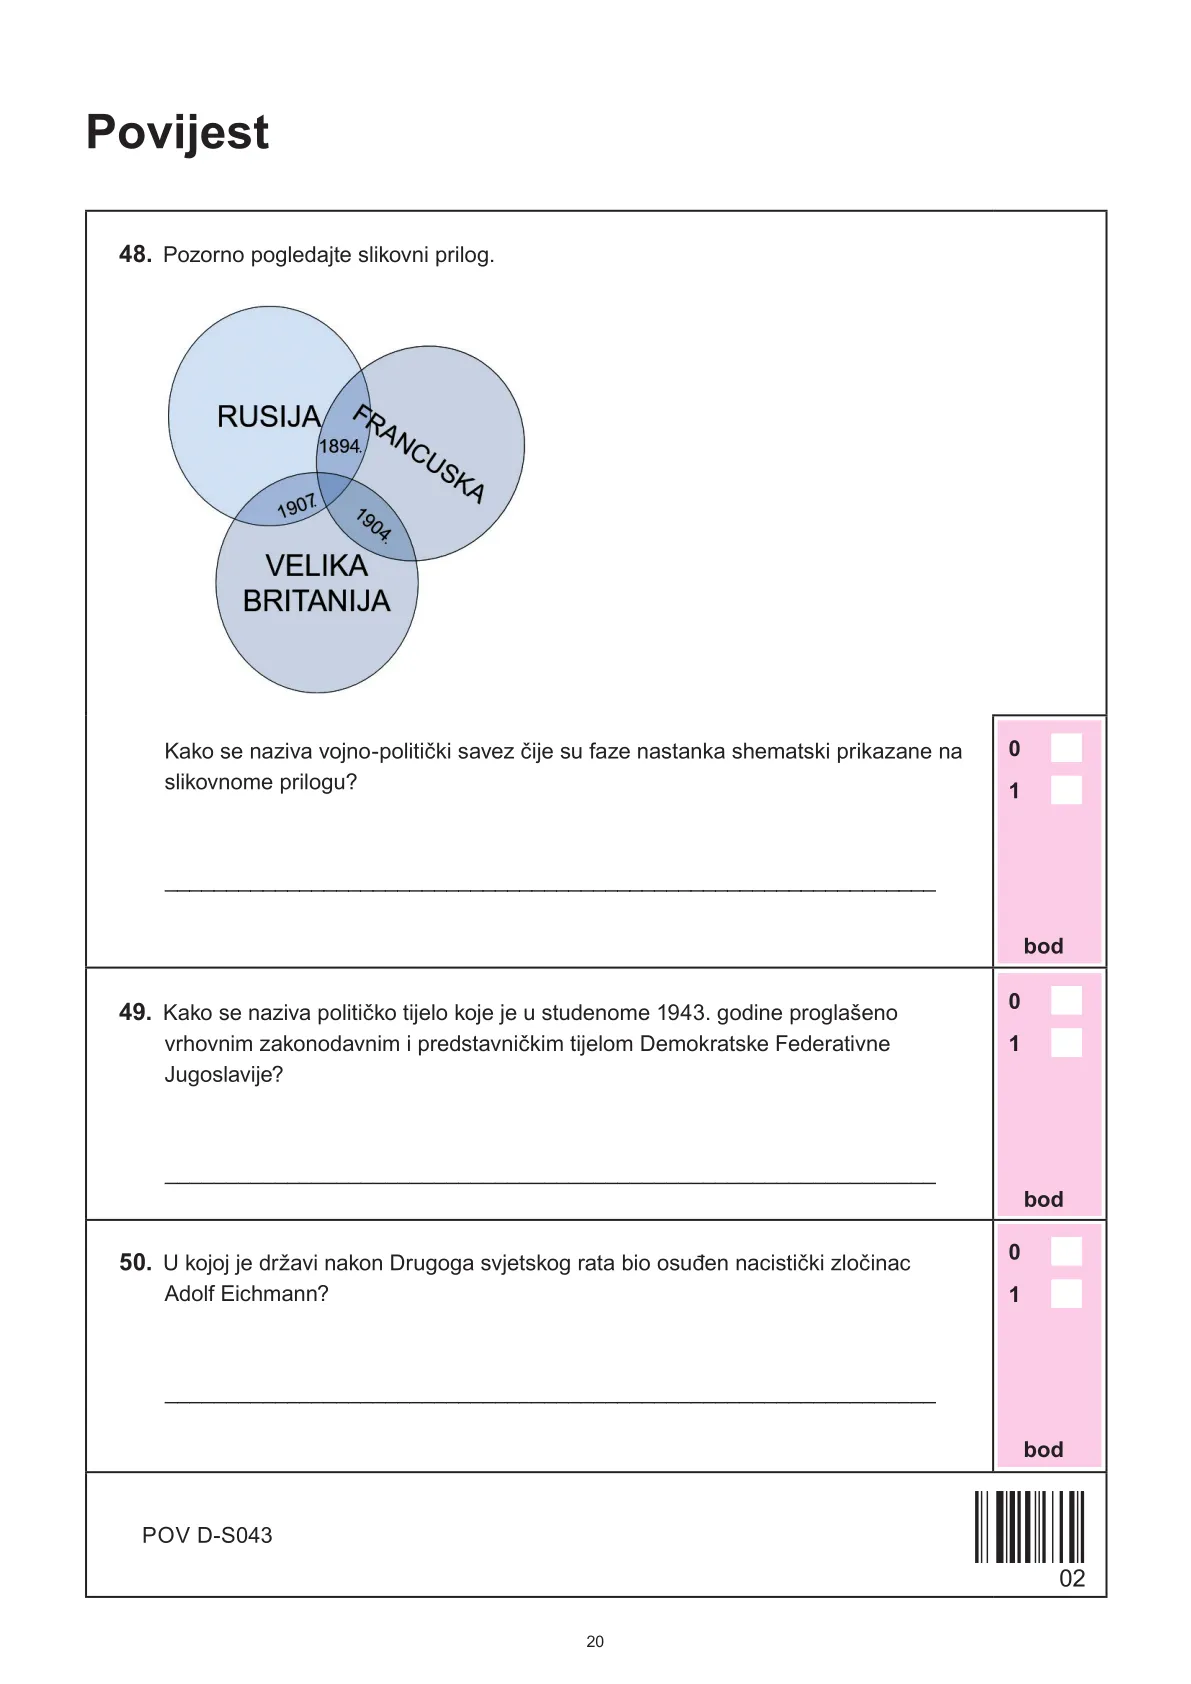 Povijest
48. Pozorno pogledajte slikovni prilog.
RUSIJA
FRANCUSKA
1894.
1907.
1904.
VELIKA
BRITANIJA
Kako se naziva vojno-politički savez čije su faze nastanka shematski prikazane na
slikovnome prilogu?
0
1
bod
49. Kako se naziva političko tijelo koje je u studenome 1943. godine proglašeno
vrhovnim zakonodavnim i predstavničkim tijelom Demokratske Federativne
Jugoslavije?
0
1
bod
50. U kojoj je državi nakon Drugoga svjetskog rata bio osuđen nacistički zločinac
Adolf Eichmann?
0
1
bod
POV D-S043
02
20